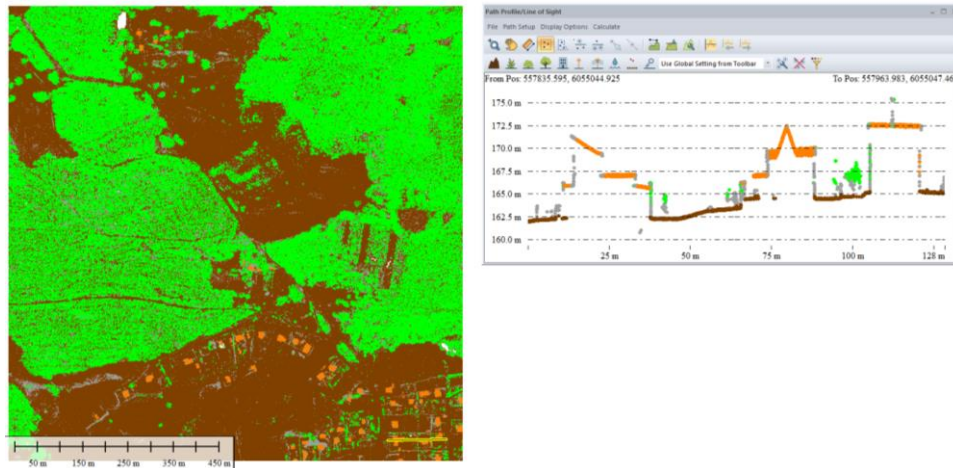 Path Profile/Line of Sight
File Path Setup Display Options Calculate
Use Global Setting from Toolbar
From Pos: 557835.595, 6055044.925 To Pos: 557963.983, 6055047.46
175.0 m
172.5 m
170.0 m
167.5 m
165.0 m
162.5 m
160.0 m
25 m 50 m 75 m 100 m 128 m
50 m 150 m 250 m 350 m 450 m